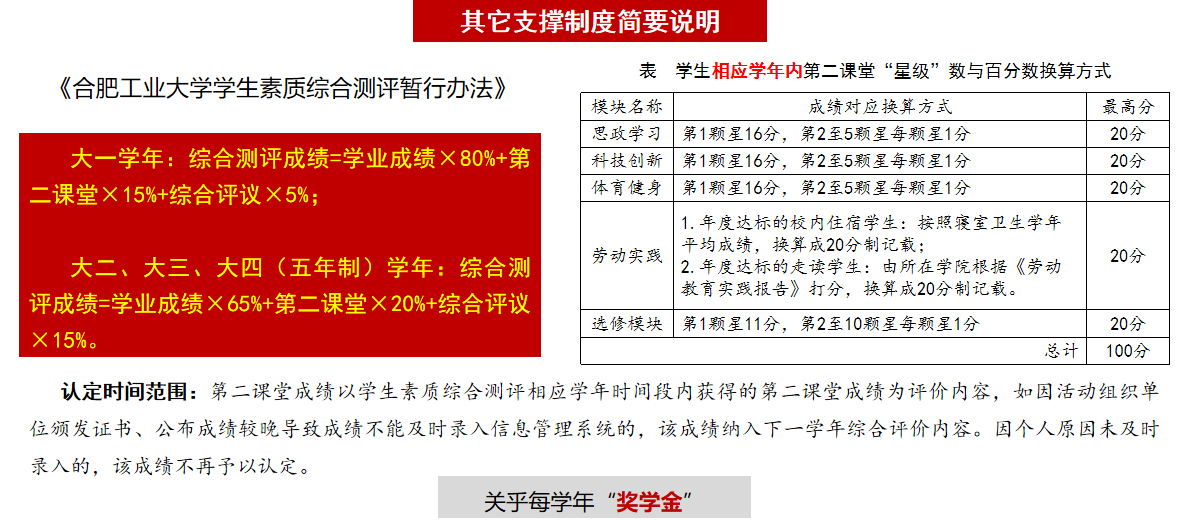 其它支撑制度简要说明
《合肥工业大学学生素质综合测评暂行办法》
大一学年：综合测评成绩=学业成绩×80%+第
二课堂×15%+综合评议×5%；
大二、大三、大四（五年制）学年：综合测
评成绩=学业成绩×65%+第二课堂×20%+综合评议
×15%。
表 学生相应学年内第二课堂“星级”数与百分数换算方式
模块名称 成绩对应换算方式 最高分
思政学习 第1颗星16分，第2至5颗星每颗星1分 20分
科技创新 第1颗星16分，第2至5颗星每颗星1分 20分
体育健身 第1颗星16分，第2至5颗星每颗星1分 20分
劳动实践 1.年度达标的校内住宿学生：按照寝室卫生学年
平均成绩，换算成20分制记载；
2.年度达标的走读学生：由所在学院根据《劳动
教育实践报告》打分，换算成20分制记载。 20分
选修模块 第1颗星11分，第2至10颗星每颗星1分 20分
总计 100分
认定时间范围：第二课堂成绩以学生素质综合测评相应学年时间段内获得的第二课堂成绩为评价内容，如因活动组织单
位颁发证书、公布成绩较晚导致成绩不能及时录入信息管理系统的，该成绩纳入下一学年综合评价内容。因个人原因未及时
录入的，该成绩不再予以认定。
关乎每学年“奖学金”